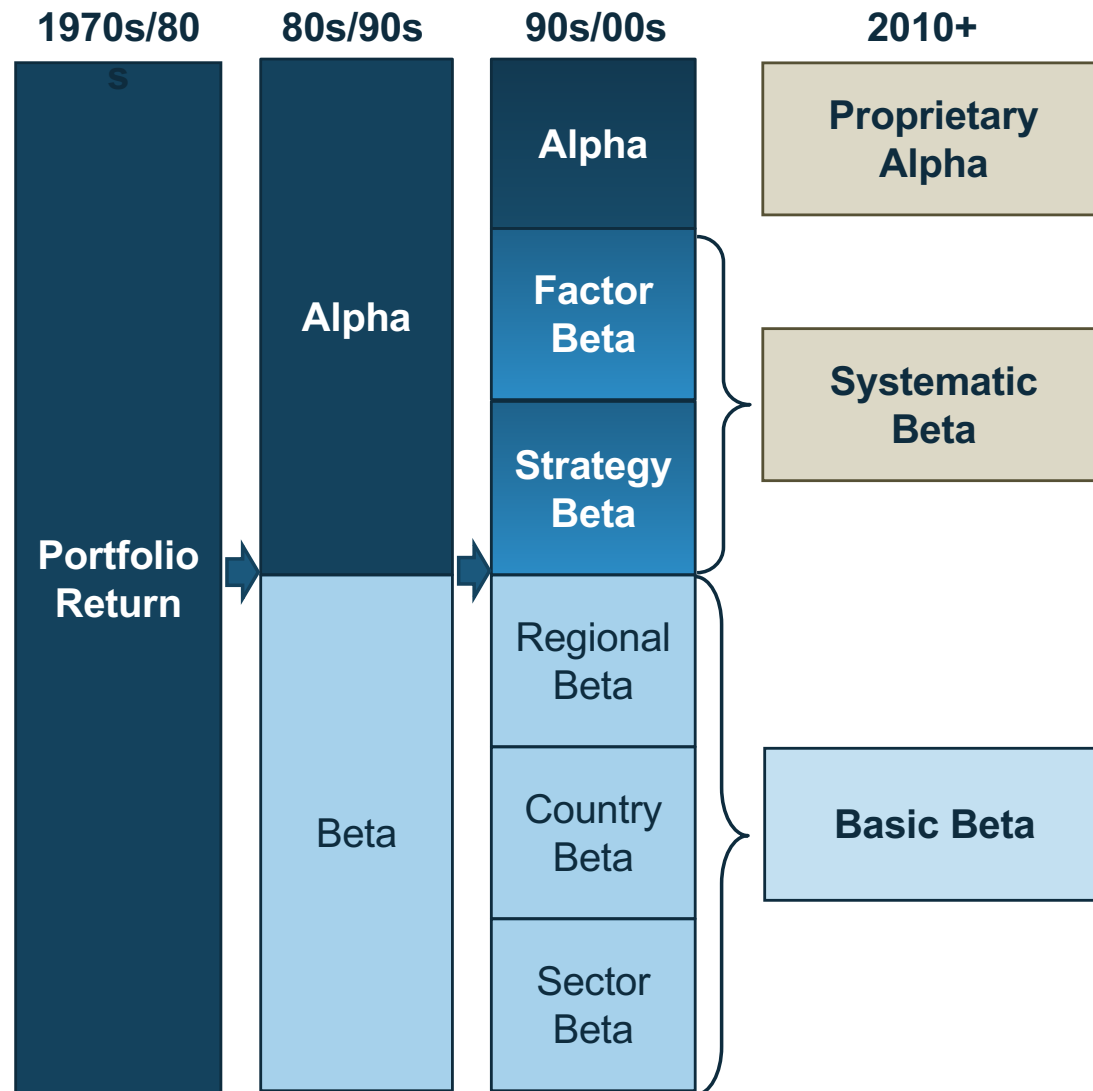 1970s/80
s
80s/90s
90s/00s
2010+
Portfolio
Return
Alpha
Beta
Alpha
Factor
Beta
Strategy
Beta
Regional
Beta
Country
Beta
Sector
Beta
Proprietary
Alpha
Systematic
Beta
Basic Beta